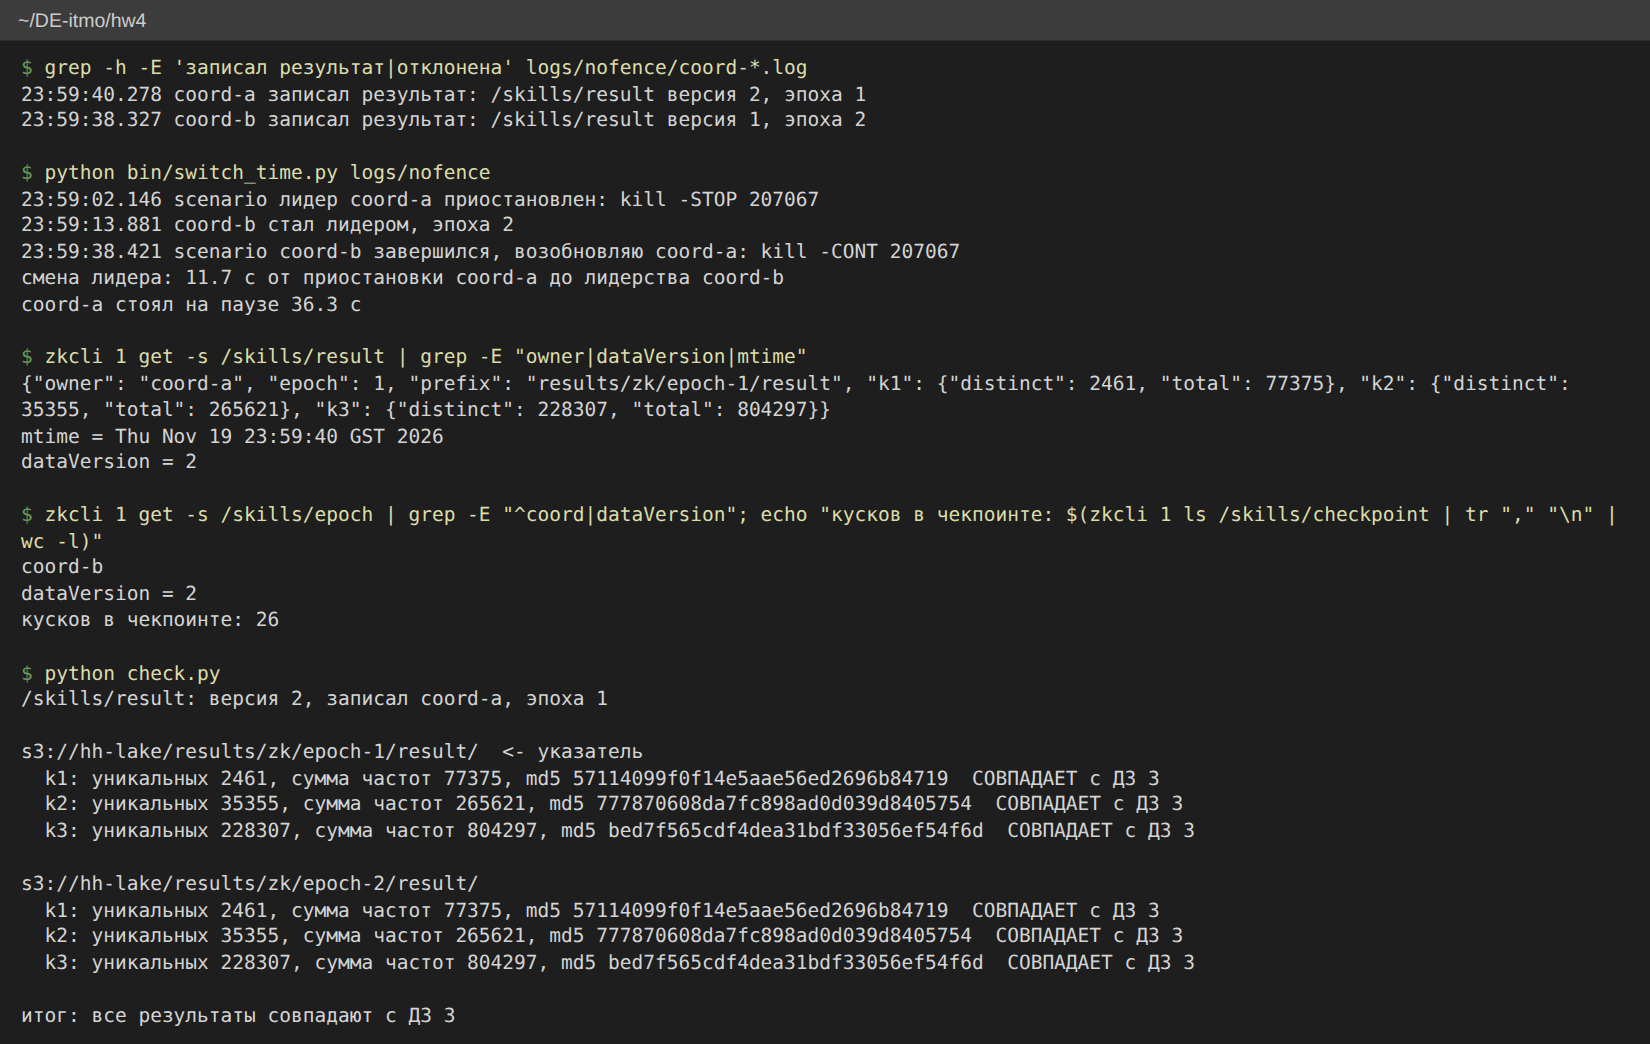 ~/DE-itmo/hw4
$ grep -h -E 'записал результат|отклонена' logs/nofence/coord-*.log
23:59:40.278 coord-a записал результат: /skills/result версия 2, эпоха 1
23:59:38.327 coord-b записал результат: /skills/result версия 1, эпоха 2
$ python bin/switch_time.py logs/nofence
23:59:02.146 scenario лидер coord-a приостановлен: kill -STOP 207067
23:59:13.881 coord-b стал лидером, эпоха 2
23:59:38.421 scenario coord-b завершился, возобновляю coord-a: kill -CONT 207067
смена лидера: 11.7 с от приостановки coord-a до лидерства coord-b
coord-a стоял на паузе 36.3 с
$ zkcli 1 get -s /skills/result | grep -E "owner|dataVersion|mtime"
{"owner": "coord-a", "epoch": 1, "prefix": "results/zk/epoch-1/result", "k1": {"distinct": 2461, "total": 77375}, "k2": {"distinct":
35355, "total": 265621}, "k3": {"distinct": 228307, "total": 804297}}
mtime = Thu Nov 19 23:59:40 GST 2026
dataVersion = 2
$ zkcli 1 get -s /skills/epoch | grep -E "^coord|dataVersion"; echo "кусков в чекпоинте: $(zkcli 1 ls /skills/checkpoint | tr "," "\n" |
wc -l)"
coord-b
dataVersion = 2
кусков в чекпоинте: 26
$ python check.py
/skills/result: версия 2, записал coord-a, эпоха 1
s3://hh-lake/results/zk/epoch-1/result/  <- указатель
  k1: уникальных 2461, сумма частот 77375, md5 57114099f0f14e5aae56ed2696b84719  СОВПАДАЕТ с ДЗ 3
  k2: уникальных 35355, сумма частот 265621, md5 777870608da7fc898ad0d039d8405754  СОВПАДАЕТ с ДЗ 3
  k3: уникальных 228307, сумма частот 804297, md5 bed7f565cdf4dea31bdf33056ef54f6d  СОВПАДАЕТ с ДЗ 3
s3://hh-lake/results/zk/epoch-2/result/
  k1: уникальных 2461, сумма частот 77375, md5 57114099f0f14e5aae56ed2696b84719  СОВПАДАЕТ с ДЗ 3
  k2: уникальных 35355, сумма частот 265621, md5 777870608da7fc898ad0d039d8405754  СОВПАДАЕТ с ДЗ 3
  k3: уникальных 228307, сумма частот 804297, md5 bed7f565cdf4dea31bdf33056ef54f6d  СОВПАДАЕТ с ДЗ 3
итог: все результаты совпадают с ДЗ 3